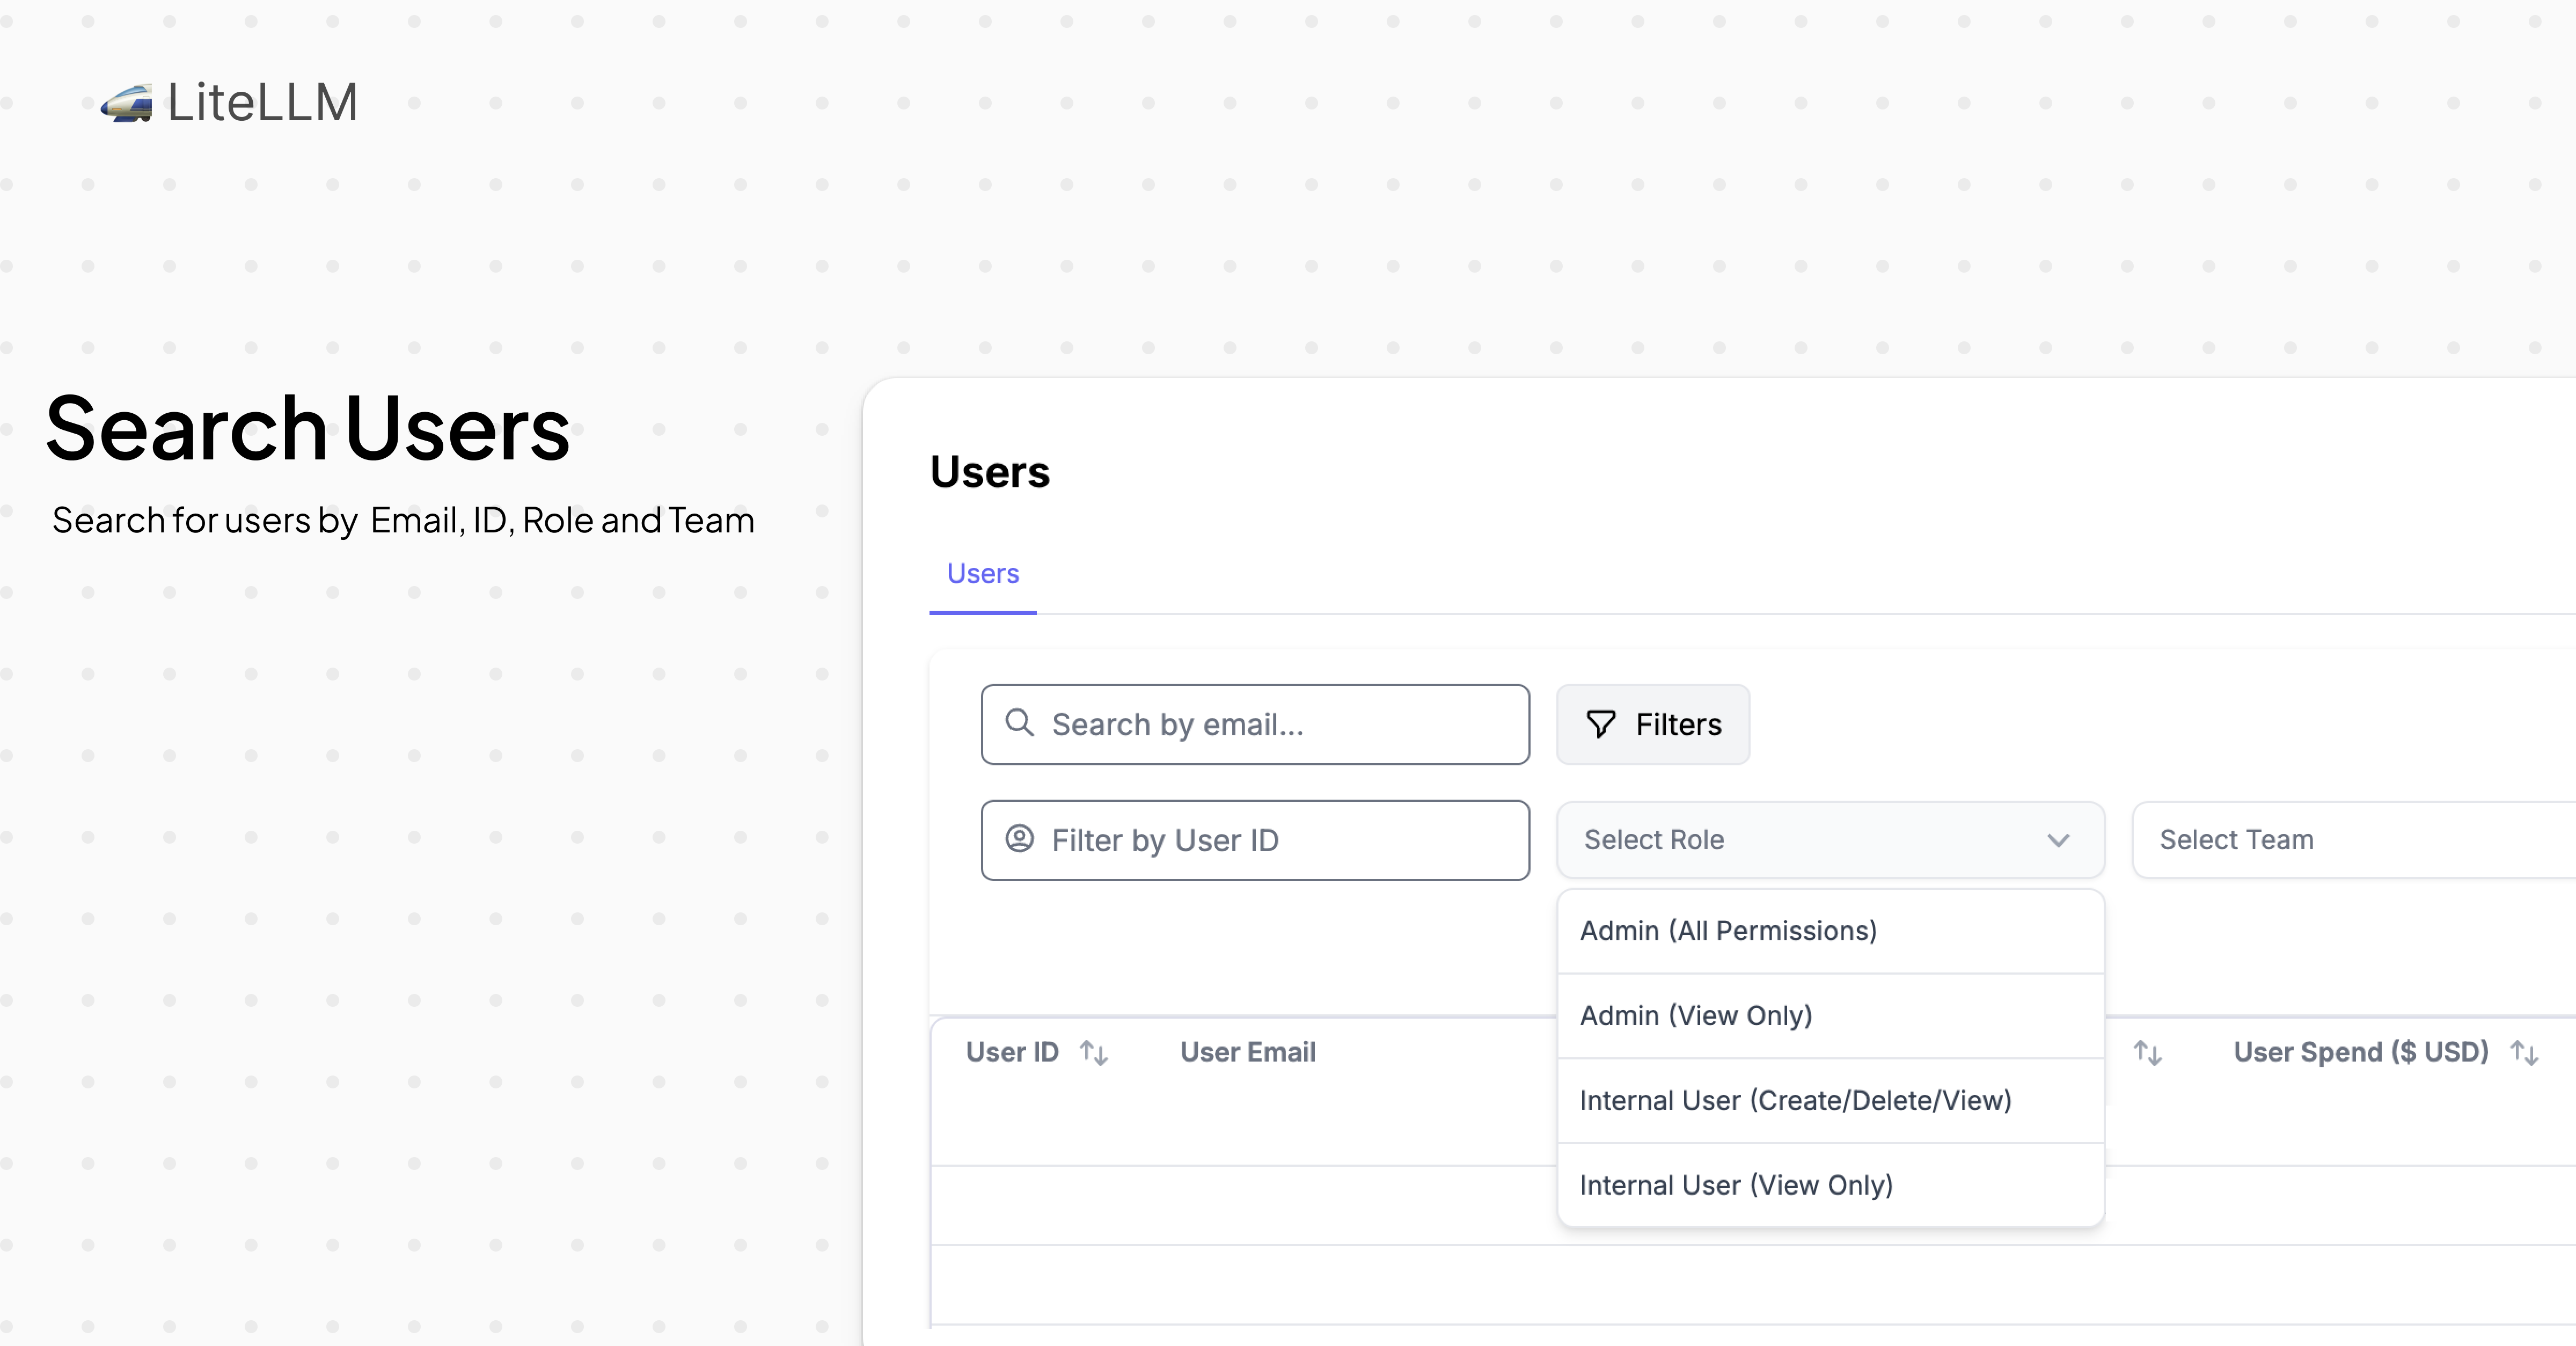 LiteLLM
Search Users
Search for users by Email, ID, Role and Team
Users
Users
Search by email...
Filters
Filter by User ID
Select Role
Select Team
Admin (All Permissions)
Admin (View Only)
Internal User (Create/Delete/View)
Internal User (View Only)
User ID
User Email
User Spend ($ USD)